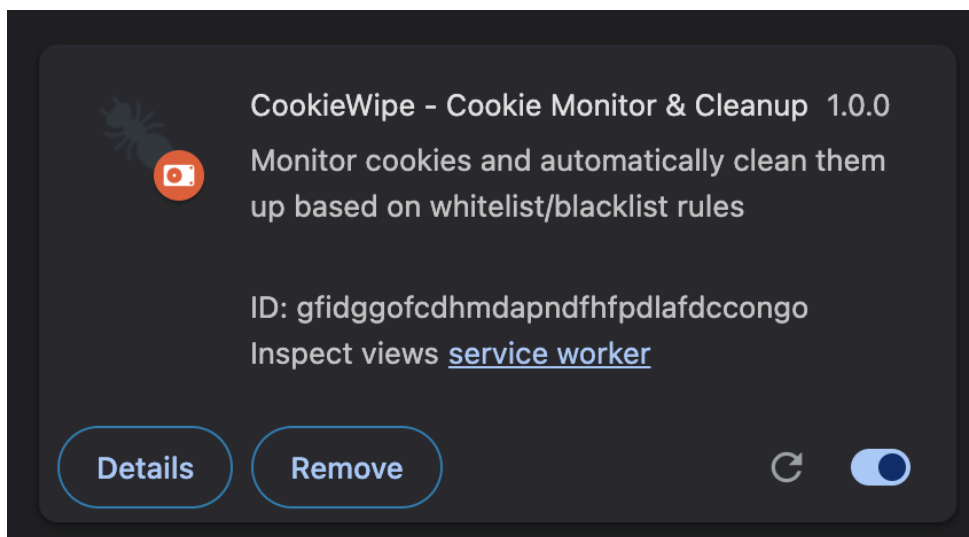 CookieWipe - Cookie Monitor & Cleanup 1.0.0
Monitor cookies and automatically clean them
up based on whitelist/blacklist rules
ID: gfidggofcdhmdapndfhfpdlafdccongo
Inspect views service worker
Details Remove